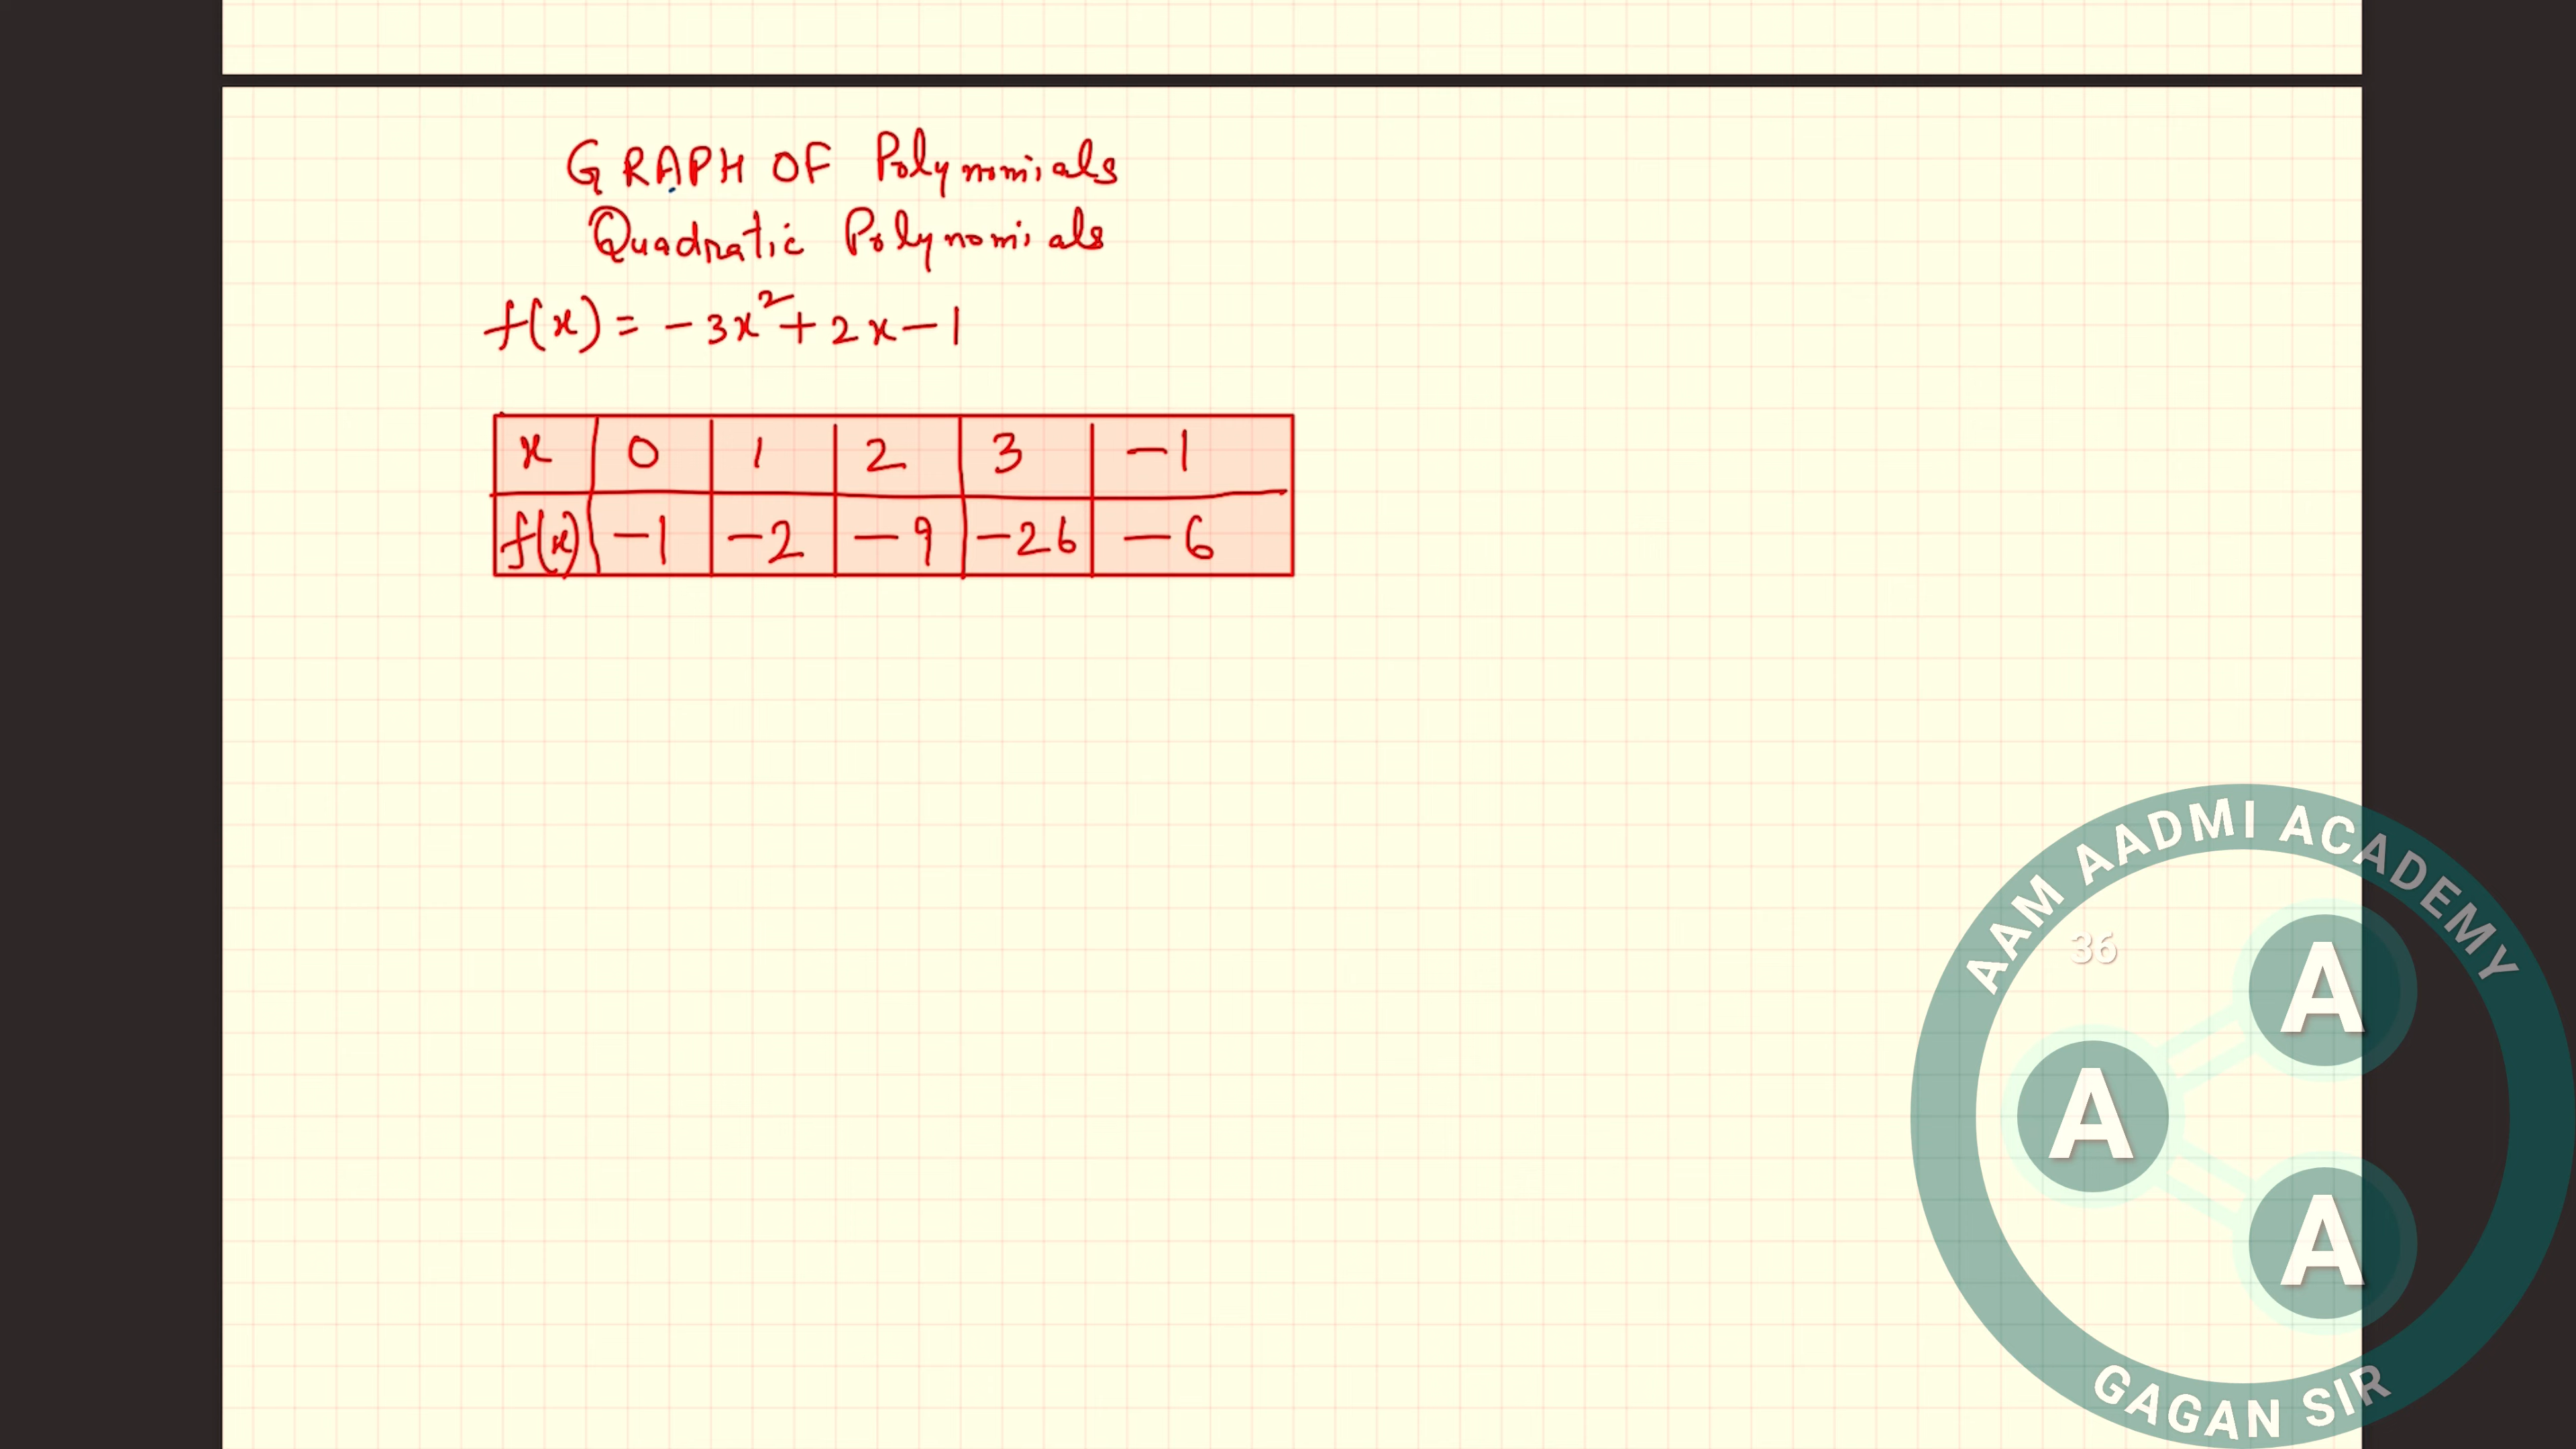 GRAPH OF Polynomials
Quadratic Polynomials
f(x) = -3x²+2x-1
x 0 1 2 3 -1
f(x) -1 -2 -9 -26 -6
AAM AADMI ACADEMY
36
A
A
A
GAGAN SIR